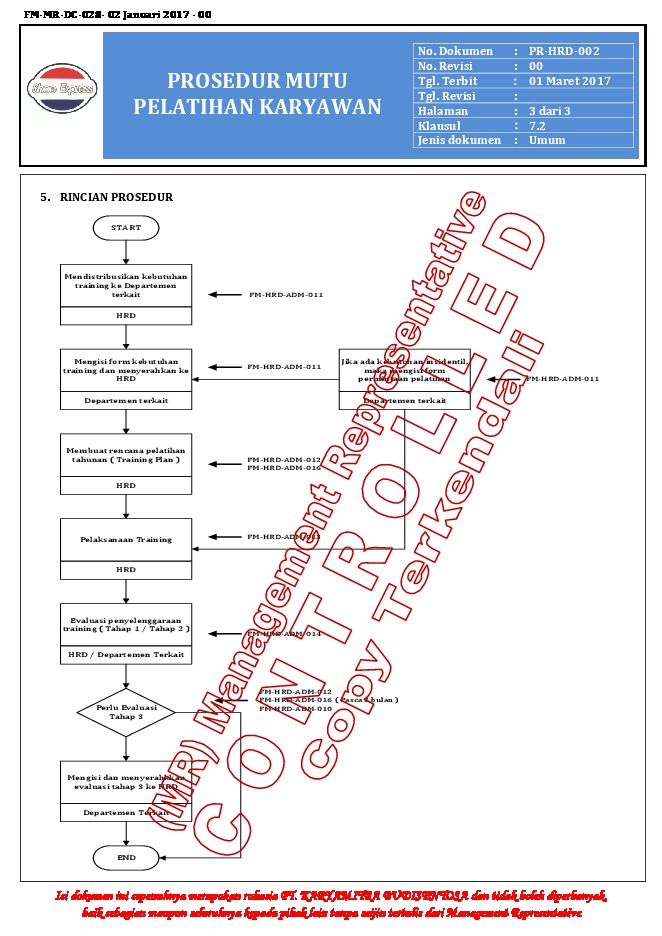 FM-MR-DC-028- 02 Januari 2017 - 00
Shoe Express
PROSEDUR MUTU
PELATIHAN KARYAWAN
No. Dokumen : PR-HRD-002
No. Revisi : 00
Tgl. Terbit : 01 Maret 2017
Tgl. Revisi :
Halaman : 3 dari 3
Klausul : 7.2
Jenis dokumen : Umum
5. RINCIAN PROSEDUR
START
Mendistribusikan kebutuhan
training ke Departemen
terkait
HRD
FM-HRD-ADM-011
Mengisi form kebutuhan
training dan menyerahkan ke
HRD
Departemen terkait
FM-HRD-ADM-011
Jika ada kebutuhan insidentil,
maka mengisi form
permintaan pelatihan
Departemen terkait
FM-HRD-ADM-011
Membuat rencana pelatihan
tahunan ( Training Plan )
HRD
FM-HRD-ADM-012
FM-HRD-ADM-016
Pelaksanaan Training
HRD
FM-HRD-ADM-013
Evaluasi penyelenggaraan
training ( Tahap 1 / Tahap 2 )
HRD / Departemen Terkait
FM-HRD-ADM-014
Perlu Evaluasi
Tahap 3
FM-HRD-ADM-012
FM-HRD-ADM-016 ( Pasca bulan )
FM-HRD-ADM-010
Mengisi dan menyerahkan
evaluasi tahap 3 ke HRD
Departemen Terkait
END
(MR) Management Representative
CONTROLLED
Copy Terkendali
Isi dokumen ini sepenuhnya merupakan rahasia PT. KARYAMITRA BUDISENTOSA dan tidak boleh diperbanyak,
baik sebagian maupun seluruhnya kepada pihak lain tanpa seijin tertulis dari Management Representative